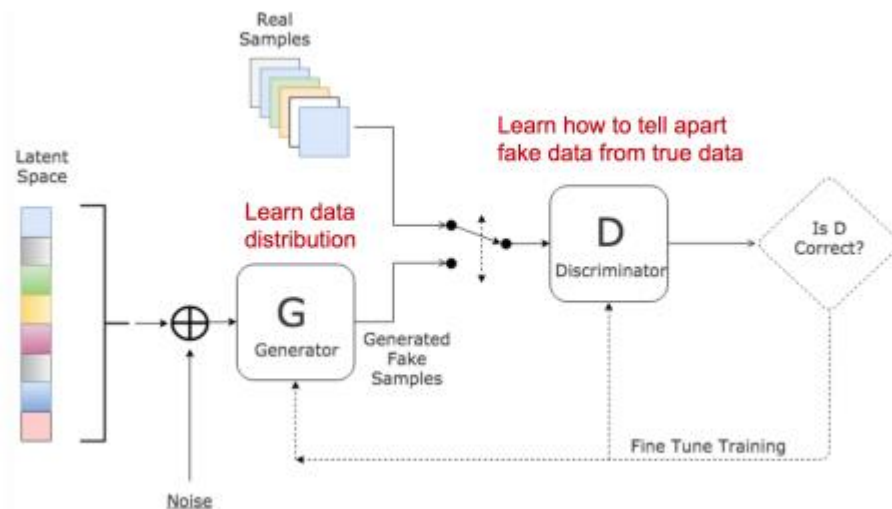 Real
Samples
Latent
Space
Learn data
distribution
Learn how to tell apart
fake data from true data
G
Generator
Generated
Fake
Samples
D
Discriminator
Is D
Correct?
Fine Tune Training
Noise